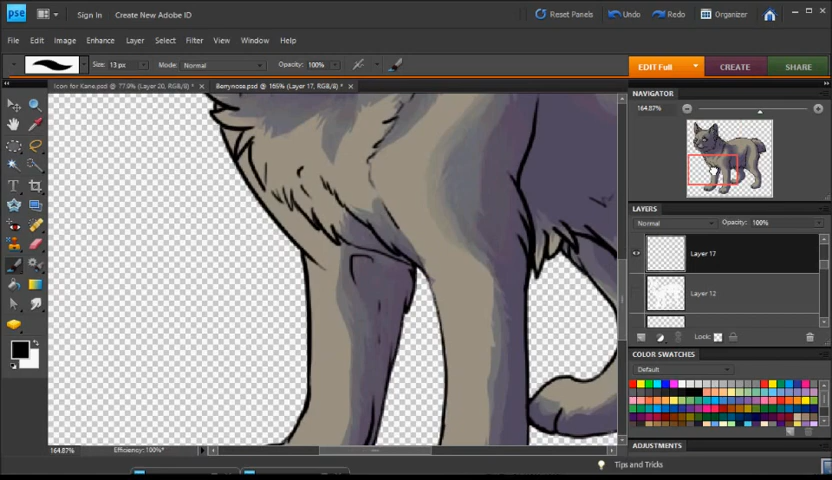 pse Sign In Create New Adobe ID Reset Panels Undo Redo Organizer
File Edit Image Enhance Layer Select Filter View Window Help
Size: 13 px Mode: Normal Opacity: 100% EDIT Full CREATE SHARE
Icon for Kane.psd @ 77.9% (Layer 20, RGB/8) * × Berrynose.psd @ 165% (Layer 17, RGB/8) * ×
NAVIGATOR
164.87%
LAYERS
Normal Opacity: 100%
Layer 17
Layer 12
Lock:
COLOR SWATCHES
Default
ADJUSTMENTS
164.87% Efficiency: 100%*
Tips and Tricks